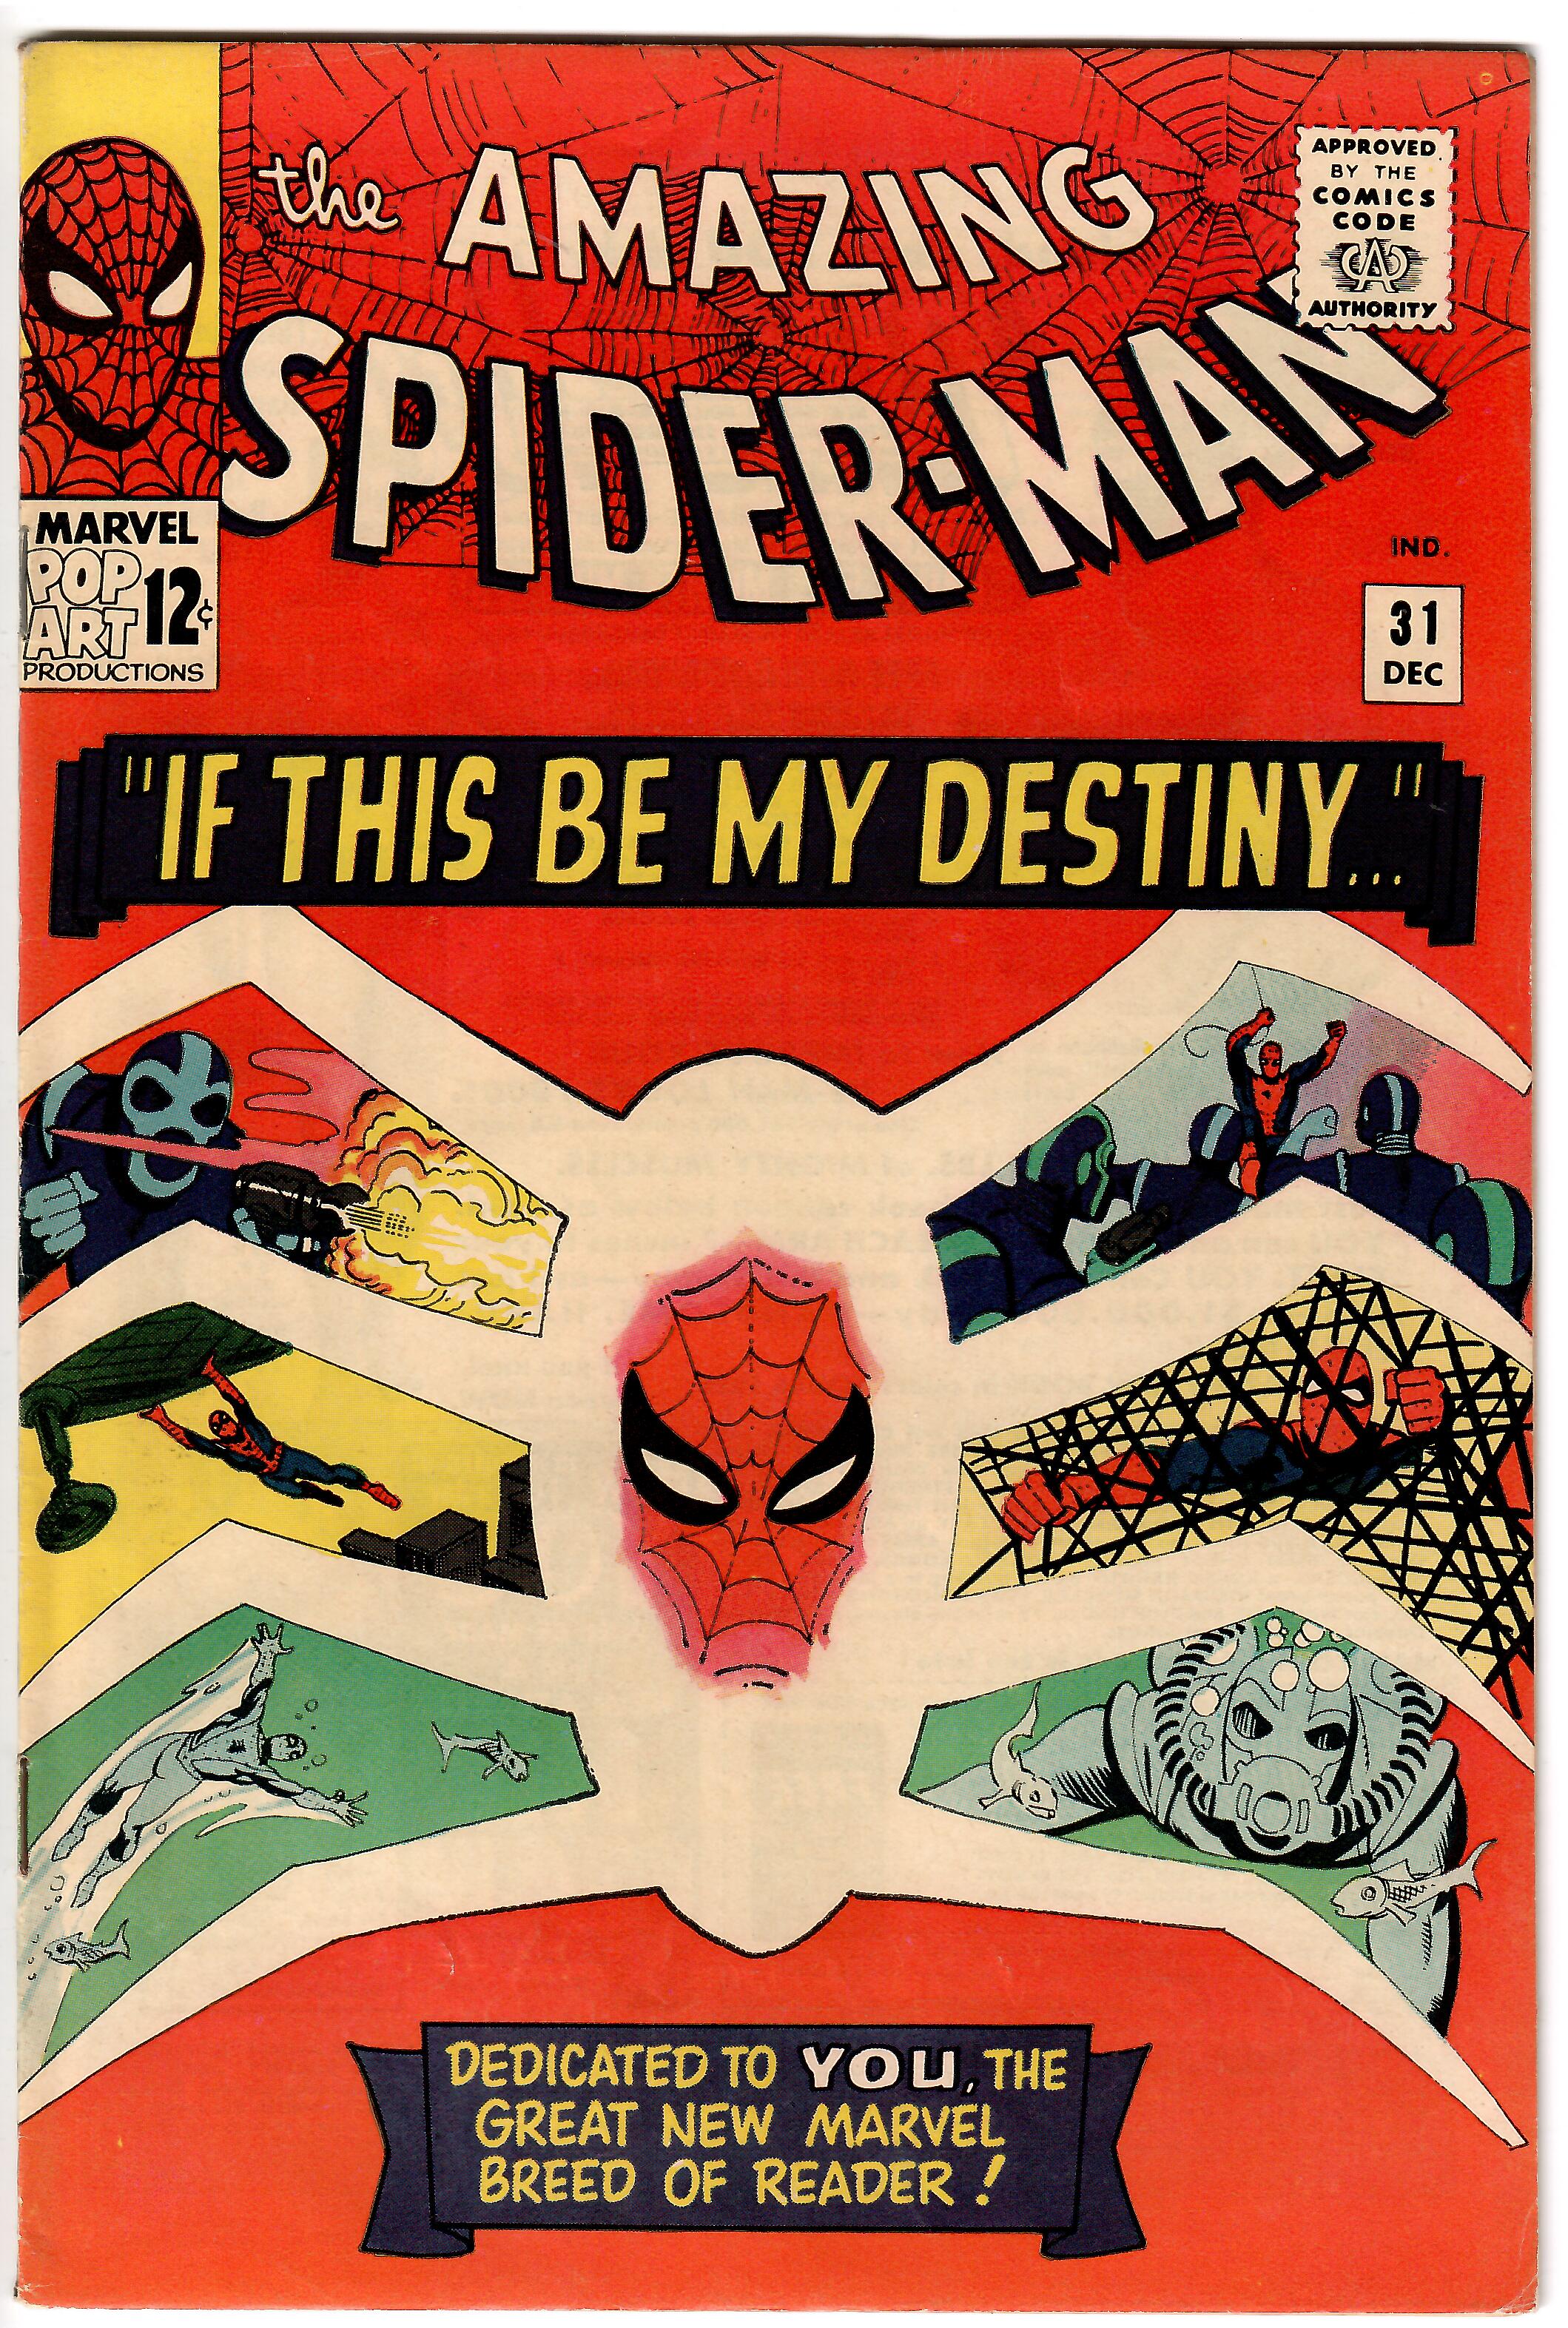 the AMAZING
SPIDER-MAN
APPROVED
BY THE
COMICS
CODE
CA
AUTHORITY
MARVEL
POP
ART 12¢
PRODUCTIONS
IND.
31
DEC
"IF THIS BE MY DESTINY..."
DEDICATED TO YOU, THE
GREAT NEW MARVEL
BREED OF READER!